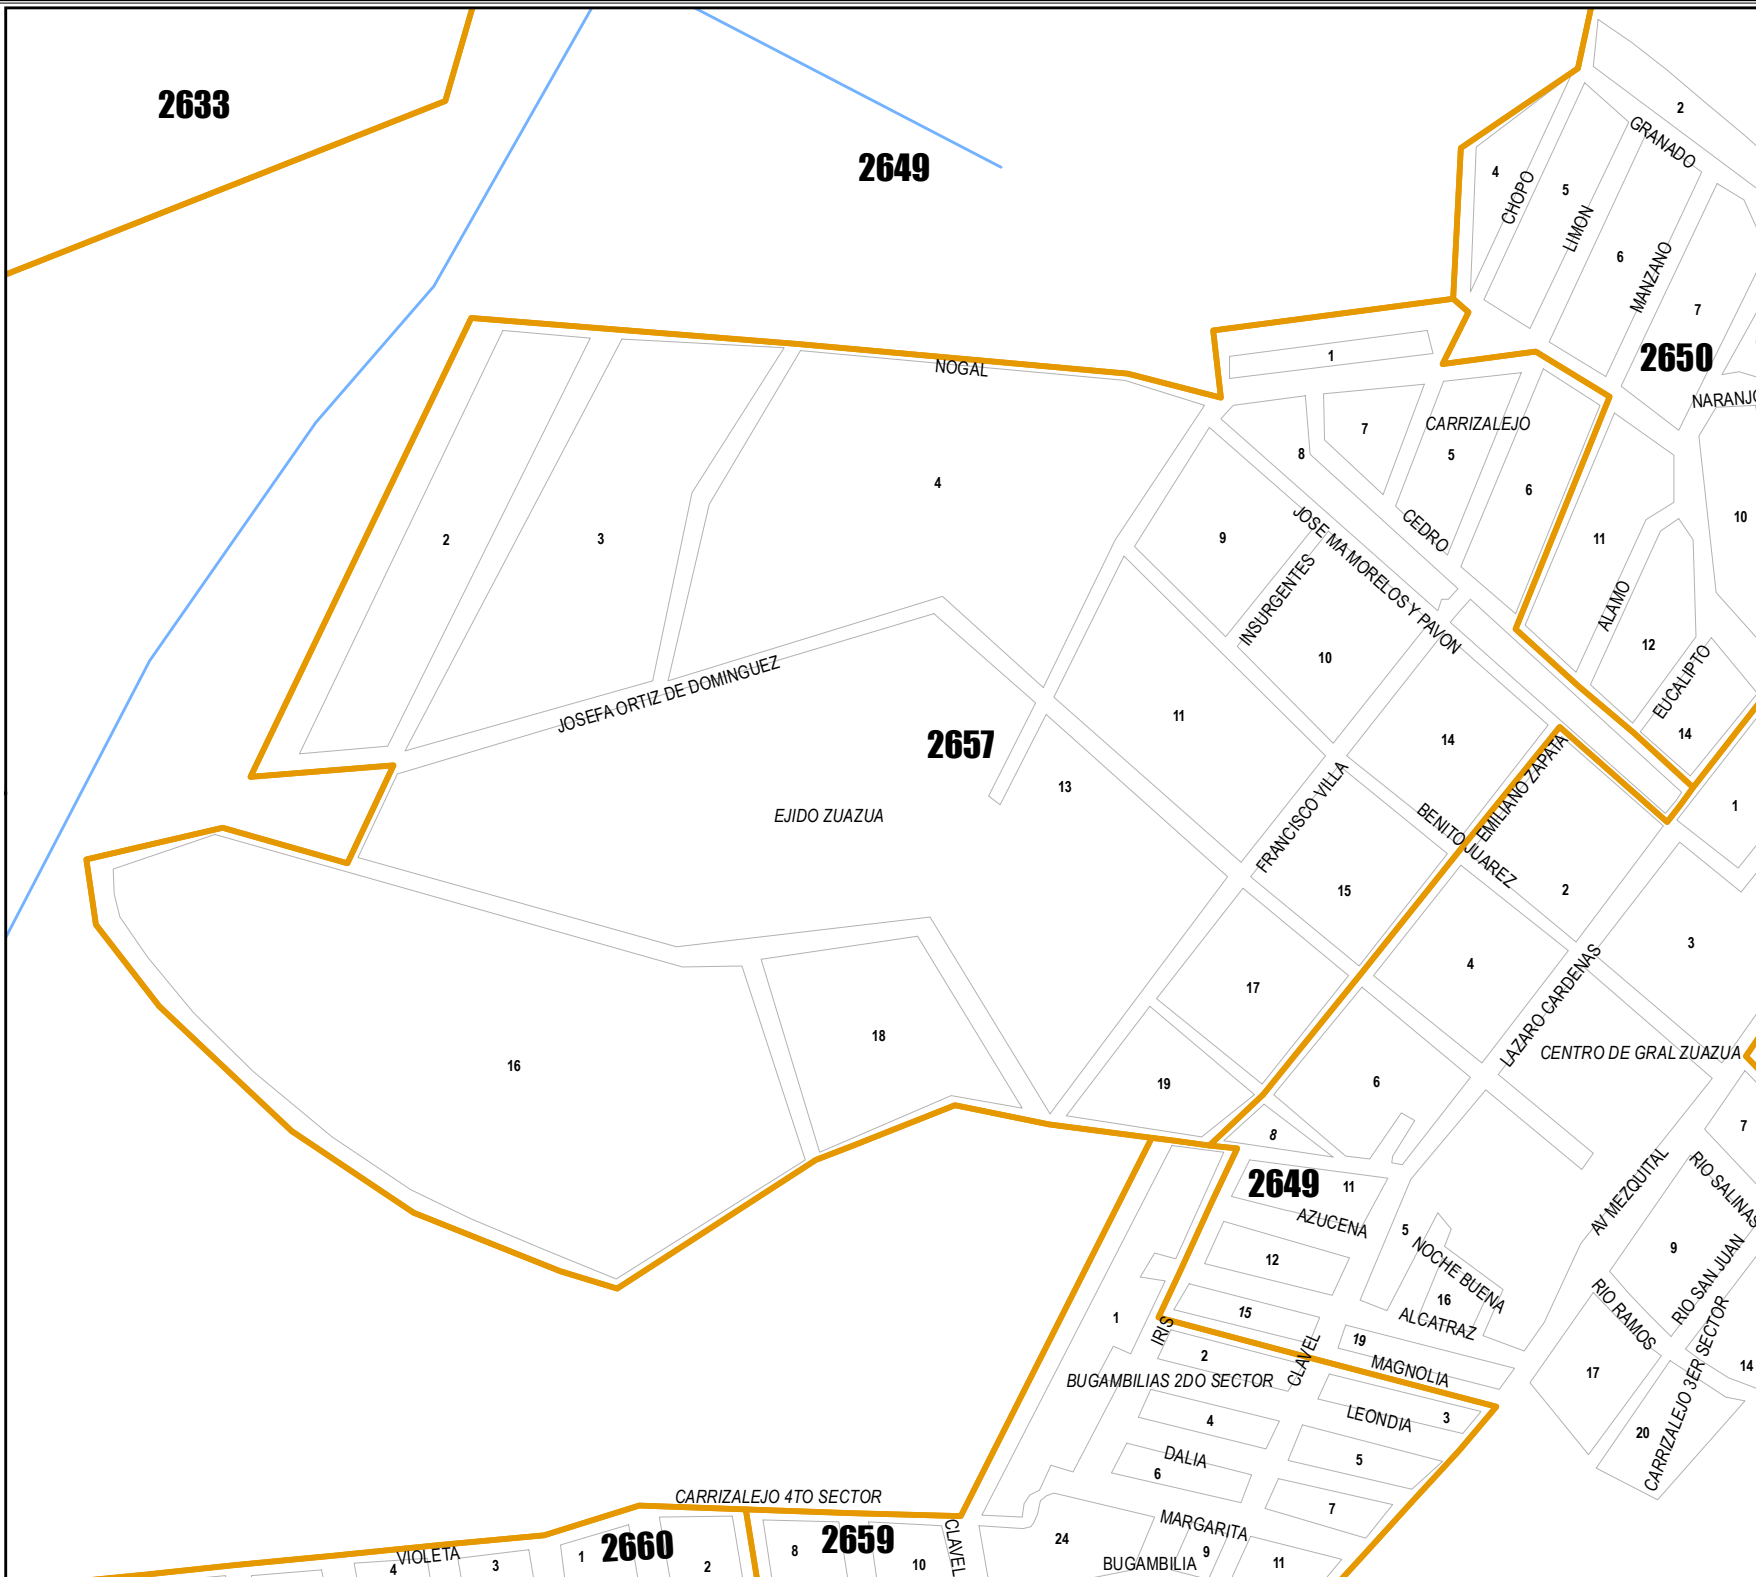 2633
2649
2
GRANADO
4
CHOPO
5
LIMON
6
MANZANO
7
2650
NARANJO
NOGAL
1
CARRIZALEJO
7
8
5
6
CEDRO
10
11
2
3
4
9
JOSE MA MORELOS Y PAVON
INSURGENTES
10
ALAMO
12
EUCALIPTO
14
JOSEFA ORTIZ DE DOMINGUEZ
11
2657
14
EMILIANO ZAPATA
13
EJIDO ZUAZUA
FRANCISCO VILLA
BENITO JUAREZ
1
15
2
3
4
LAZARO CARDENAS
17
18
16
CENTRO DE GRAL ZUAZUA
19
6
8
7
2649
11
AZUCENA
AV MEZQUITAL
RIO SALINAS
5
NOCHE BUENA
9
RIO SAN JUAN
12
16
ALCATRAZ
RIO RAMOS
15
1
IRIS
19
CLAVEL
MAGNOLIA
2
BUGAMBILIAS 2DO SECTOR
17
14
CARRIZALEJO 3ER SECTOR
LEONDIA
3
4
20
DALIA
6
5
CARRIZALEJO 4TO SECTOR
7
MARGARITA
CLAVEL
24
9
BUGAMBILIA
11
VIOLETA
4
3
1
2660
2
8
2659
10